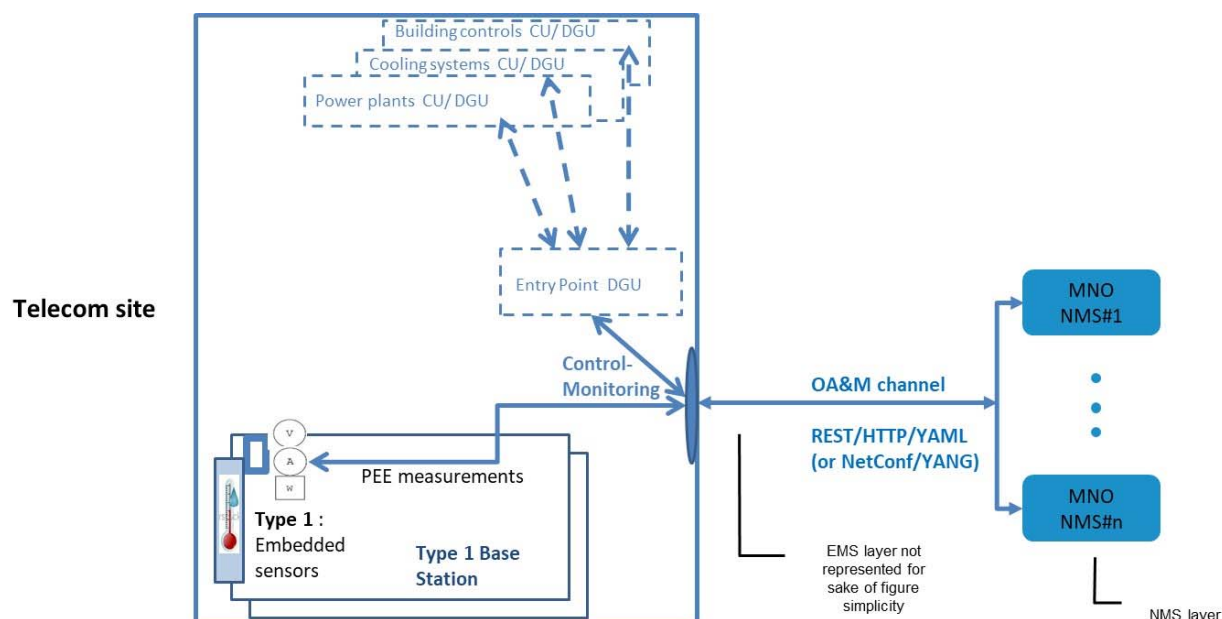 Building controls CU/ DGU
Cooling systems CU/ DGU
Power plants CU/ DGU
Entry Point DGU
Telecom site
Control-
Monitoring
OA&M channel
REST/HTTP/YAML
(or NetConf/YANG)
MNO
NMS#1
MNO
NMS#n
V
A
W
PEE measurements
Type 1 :
Embedded
sensors
Type 1 Base
Station
EMS layer not
represented for
sake of figure
simplicity
NMS layer